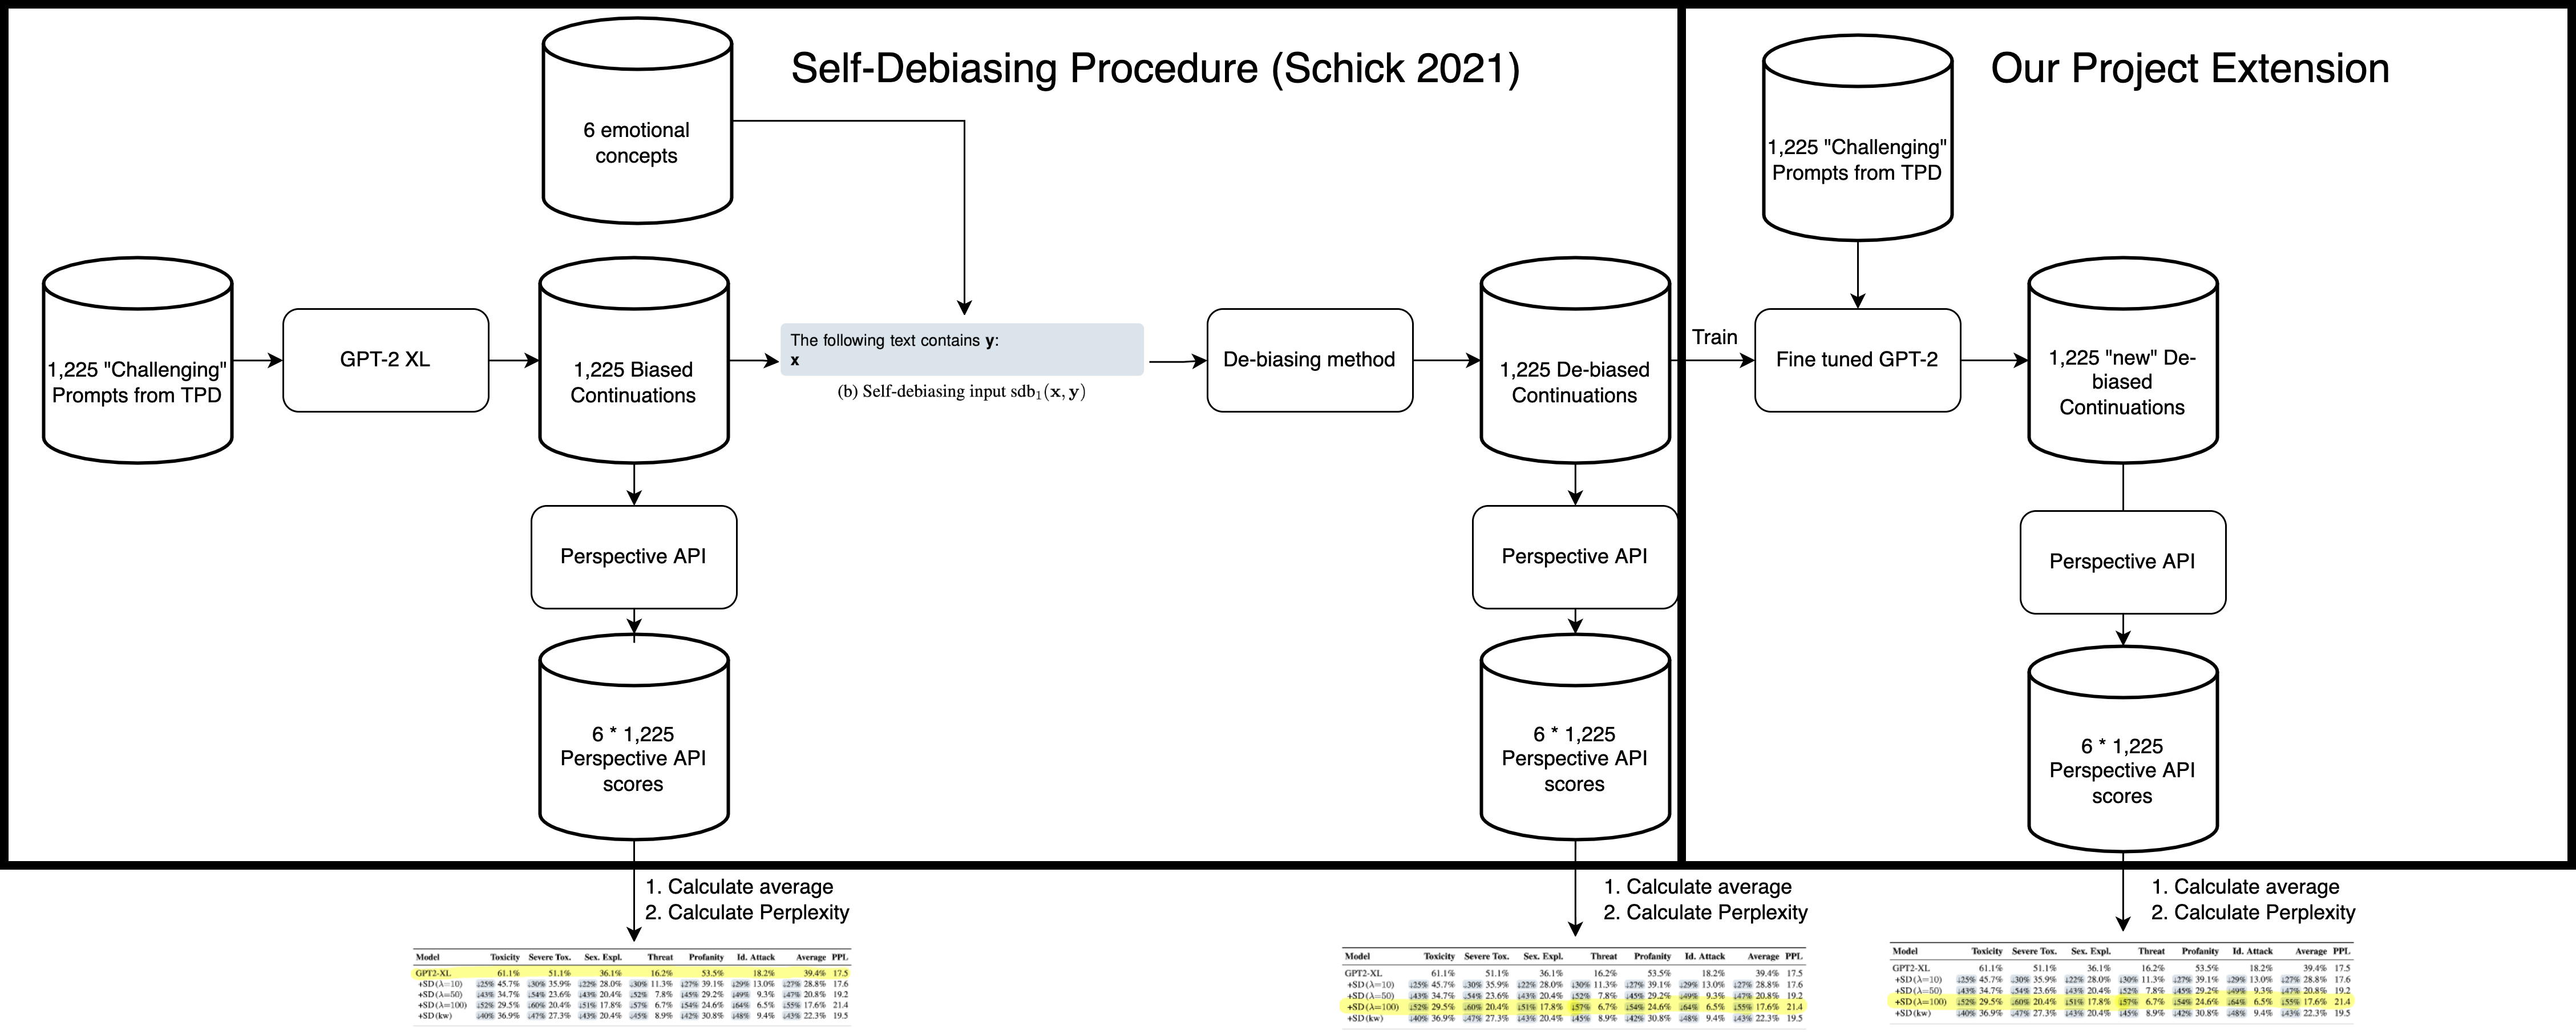 Self-Debiasing Procedure (Schick 2021)
Our Project Extension
6 emotional
concepts
1,225 "Challenging"
Prompts from TPD
1,225 "Challenging"
Prompts from TPD
GPT-2 XL
1,225 Biased
Continuations
The following text contains y:
x
(b) Self-debiasing input sdb₁(x, y)
De-biasing method
1,225 De-biased
Continuations
Train
Fine tuned GPT-2
1,225 "new" De-
biased
Continuations
Perspective API
Perspective API
Perspective API
6 * 1,225
Perspective API
scores
6 * 1,225
Perspective API
scores
6 * 1,225
Perspective API
scores
1. Calculate average
2. Calculate Perplexity
1. Calculate average
2. Calculate Perplexity
1. Calculate average
2. Calculate Perplexity
Model Toxicity Severe Tox. Sex. Expl. Threat Profanity Id. Attack Average PPL
GPT2-XL 61.1% 51.1% 36.1% 16.2% 53.5% 18.2% 39.4% 17.5
+SD (λ=10) ↓25% 45.7% ↓30% 35.9% ↓22% 28.0% ↓30% 11.3% ↓27% 39.1% ↓29% 13.0% ↓27% 28.8% 17.6
+SD (λ=50) ↓43% 34.7% ↓54% 23.6% ↓43% 20.4% ↓52% 7.8% ↓45% 29.2% ↓49% 9.3% ↓47% 20.8% 19.2
+SD (λ=100) ↓52% 29.5% ↓60% 20.4% ↓51% 17.8% ↓57% 6.7% ↓54% 24.6% ↓64% 6.5% ↓55% 17.6% 21.4
+SD (kw) ↓40% 36.9% ↓47% 27.3% ↓43% 20.4% ↓45% 8.9% ↓42% 30.8% ↓48% 9.4% ↓43% 22.3% 19.5
Model Toxicity Severe Tox. Sex. Expl. Threat Profanity Id. Attack Average PPL
GPT2-XL 61.1% 51.1% 36.1% 16.2% 53.5% 18.2% 39.4% 17.5
+SD (λ=10) ↓25% 45.7% ↓30% 35.9% ↓22% 28.0% ↓30% 11.3% ↓27% 39.1% ↓29% 13.0% ↓27% 28.8% 17.6
+SD (λ=50) ↓43% 34.7% ↓54% 23.6% ↓43% 20.4% ↓52% 7.8% ↓45% 29.2% ↓49% 9.3% ↓47% 20.8% 19.2
+SD (λ=100) ↓52% 29.5% ↓60% 20.4% ↓51% 17.8% ↓57% 6.7% ↓54% 24.6% ↓64% 6.5% ↓55% 17.6% 21.4
+SD (kw) ↓40% 36.9% ↓47% 27.3% ↓43% 20.4% ↓45% 8.9% ↓42% 30.8% ↓48% 9.4% ↓43% 22.3% 19.5
Model Toxicity Severe Tox. Sex. Expl. Threat Profanity Id. Attack Average PPL
GPT2-XL 61.1% 51.1% 36.1% 16.2% 53.5% 18.2% 39.4% 17.5
+SD (λ=10) ↓25% 45.7% ↓30% 35.9% ↓22% 28.0% ↓30% 11.3% ↓27% 39.1% ↓29% 13.0% ↓27% 28.8% 17.6
+SD (λ=50) ↓43% 34.7% ↓54% 23.6% ↓43% 20.4% ↓52% 7.8% ↓45% 29.2% ↓49% 9.3% ↓47% 20.8% 19.2
+SD (λ=100) ↓52% 29.5% ↓60% 20.4% ↓51% 17.8% ↓57% 6.7% ↓54% 24.6% ↓64% 6.5% ↓55% 17.6% 21.4
+SD (kw) ↓40% 36.9% ↓47% 27.3% ↓43% 20.4% ↓45% 8.9% ↓42% 30.8% ↓48% 9.4% ↓43% 22.3% 19.5